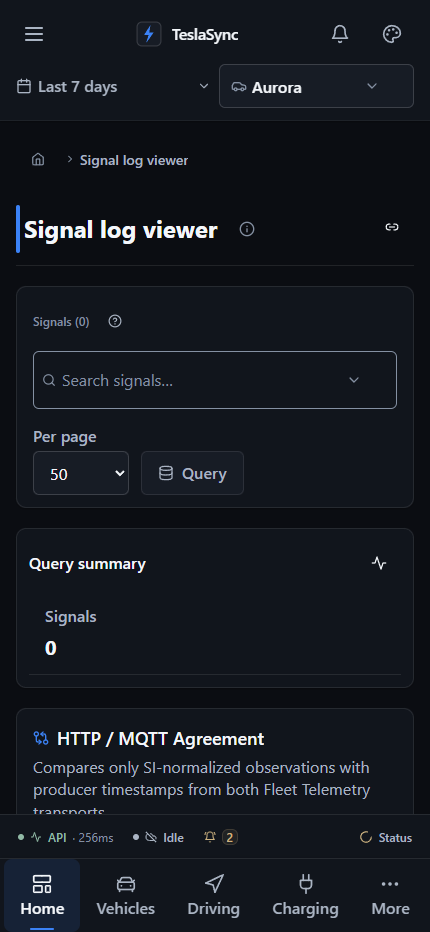 TeslaSync
Last 7 days
Aurora
Signal log viewer
Signal log viewer
Signals (0)
Search signals...
Per page
50
Query
Query summary
Signals
0
HTTP / MQTT Agreement
Compares only SI-normalized observations with
producer timestamps from both Fleet Telemetry
transports
API · 256ms
Idle
2
Status
Home
Vehicles
Driving
Charging
More